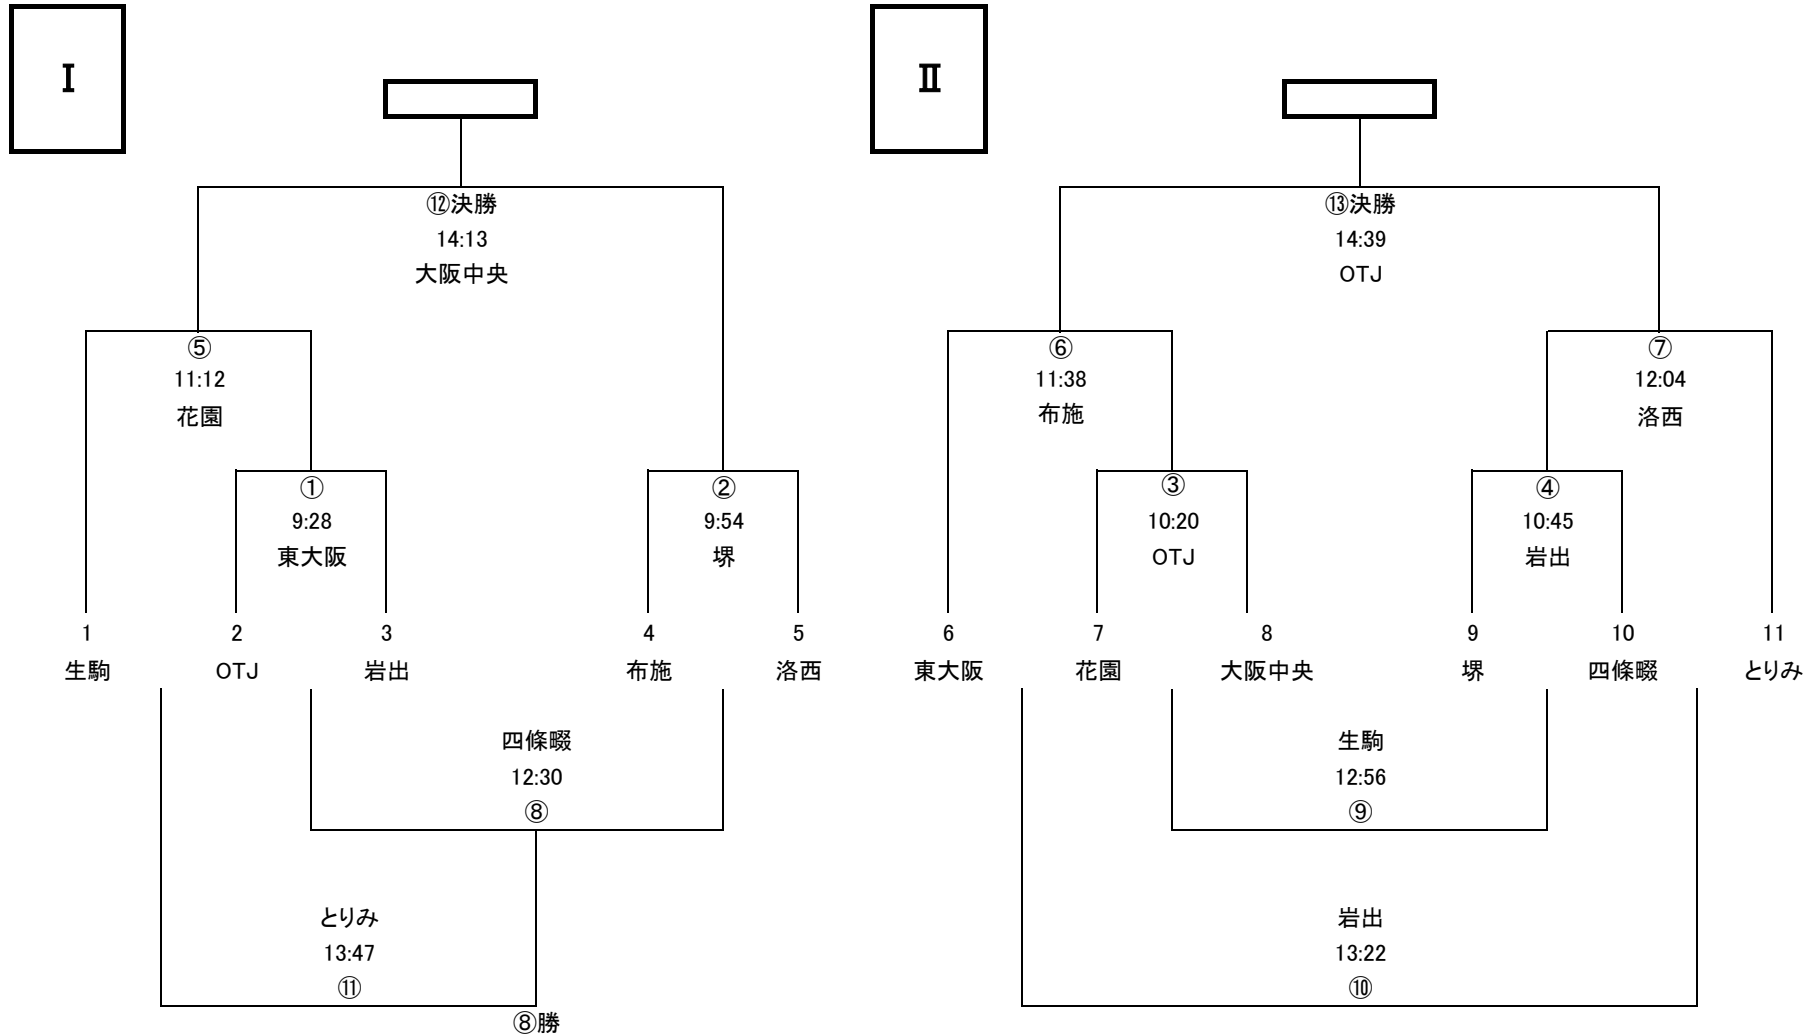 Ⅰ
Ⅱ
⑫決勝
14:13
大阪中央
⑬決勝
14:39
OTJ
⑤
11:12
花園
⑥
11:38
布施
⑦
12:04
洛西
①
9:28
東大阪
②
9:54
堺
③
10:20
OTJ
④
10:45
岩出
1 2 3 4 5 6 7 8 9 10 11
生駒 OTJ 岩出 布施 洛西 東大阪 花園 大阪中央 堺 四條畷 とりみ
四條畷
12:30
⑧
生駒
12:56
⑨
とりみ
13:47
⑪
⑧勝
岩出
13:22
⑩